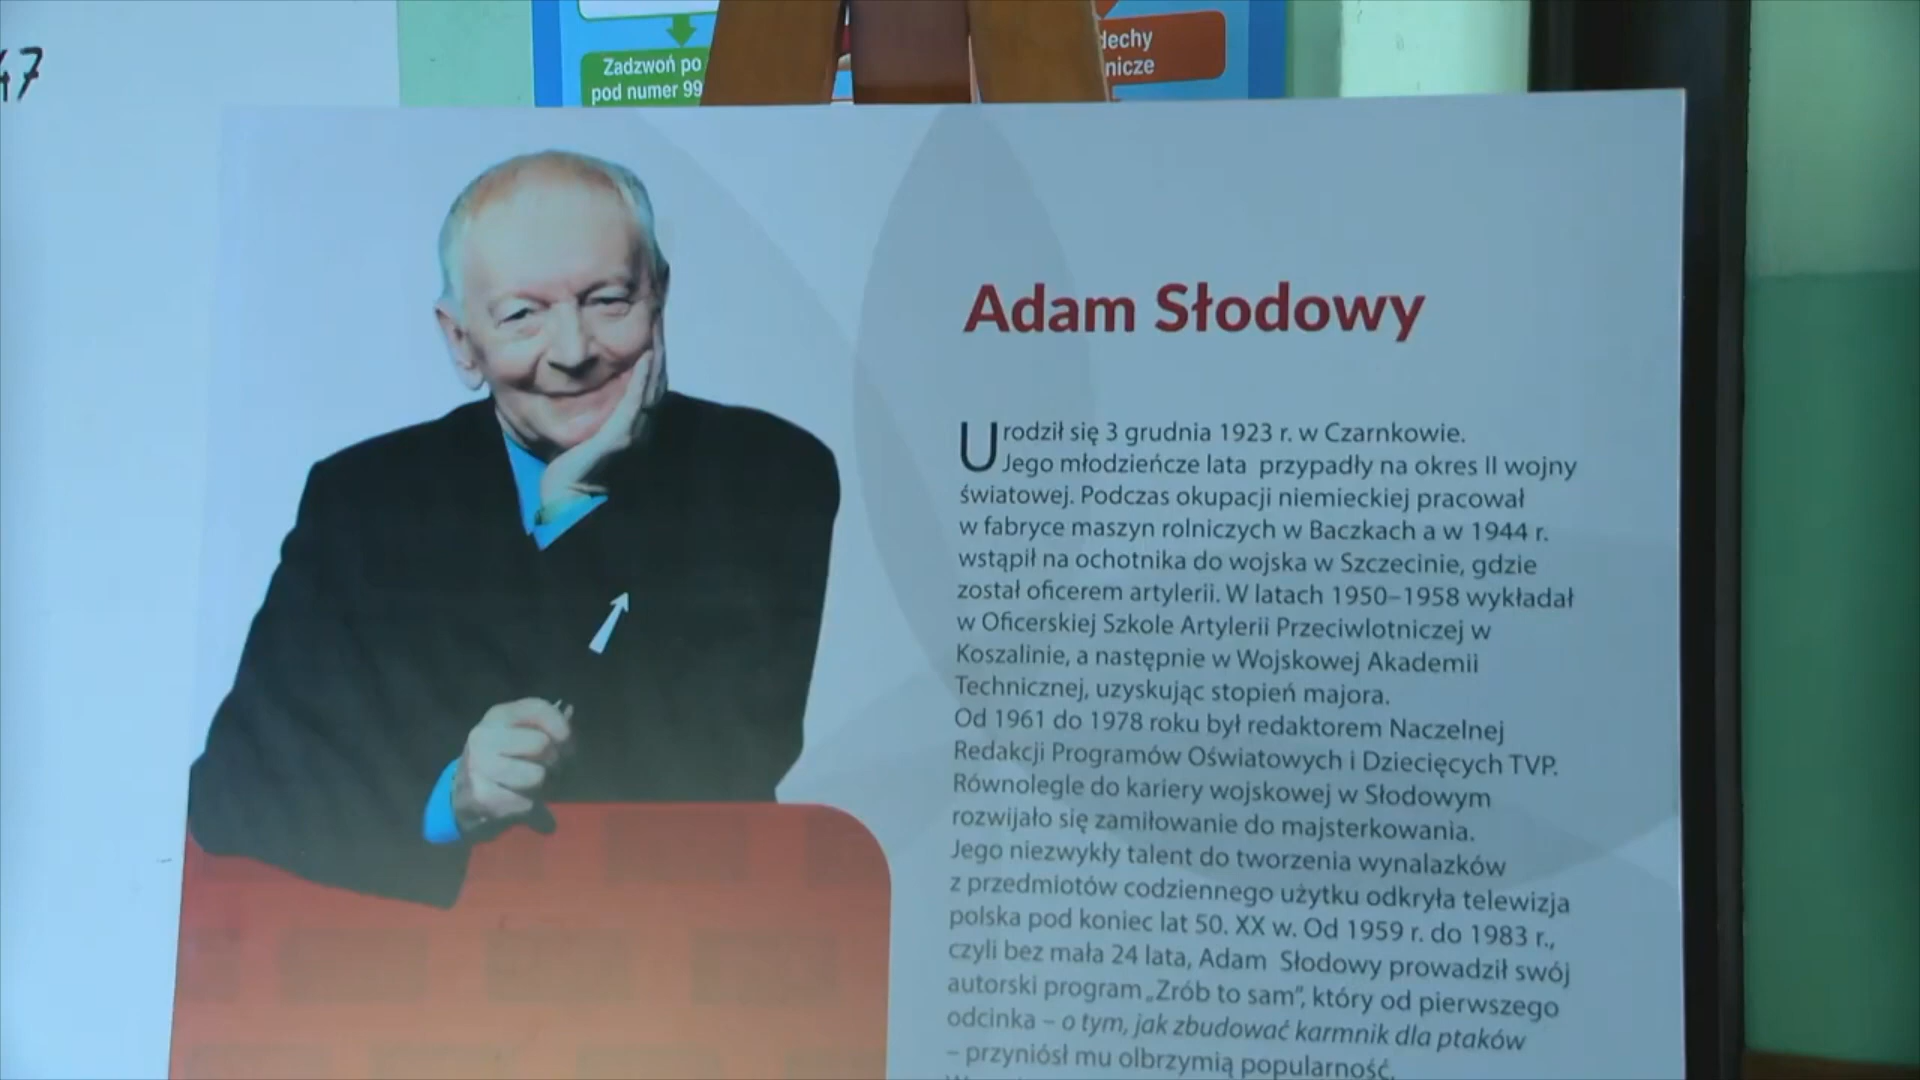 47
Zadzwoń po
pod numer 99
nicze
Adam Słodowy
Urodził się 3 grudnia 1923 r. w Czarnkowie.
Jego młodzieńcze lata przypadły na okres II wojny
światowej. Podczas okupacji niemieckiej pracował
w fabryce maszyn rolniczych w Baczkach a w 1944 r.
wstąpił na ochotnika do wojska w Szczecinie, gdzie
został oficerem artylerii. W latach 1950–1958 wykładał
w Oficerskiej Szkole Artylerii Przeciwlotniczej w
Koszalinie, a następnie w Wojskowej Akademii
Technicznej, uzyskując stopień majora.
Od 1961 do 1978 roku był redaktorem Naczelnej
Redakcji Programów Oświatowych i Dziecięcych TVP.
Równolegle do kariery wojskowej w Słodowym
rozwijało się zamiłowanie do majsterkowania.
Jego niezwykły talent do tworzenia wynalazków
z przedmiotów codziennego użytku odkryła telewizja
polska pod koniec lat 50. XX w. Od 1959 r. do 1983 r.,
czyli bez mała 24 lata, Adam Słodowy prowadził swój
autorski program „Zrób to sam”, który od pierwszego
odcinka – o tym, jak zbudować karmnik dla ptaków
– przyniósł mu olbrzymią popularność.